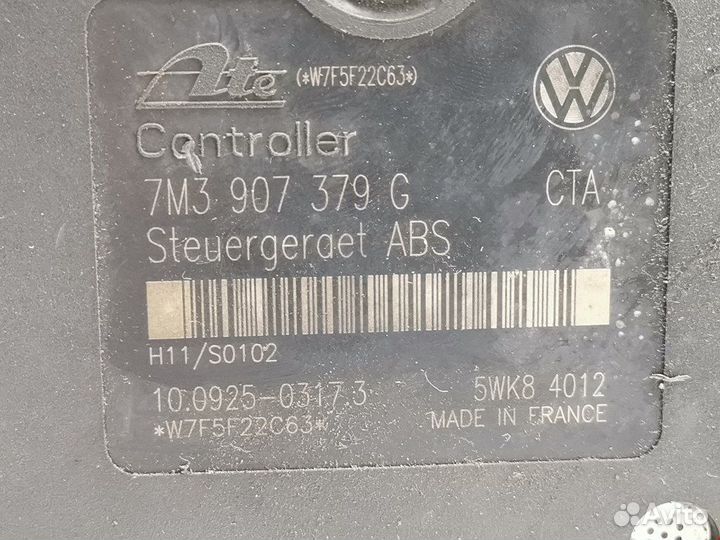 Ate (*W7F5F22C63*)
Controller
7M3 907 379 G CTA
Steuergeraet ABS
H11/S0102
10.0925-0317.3 5WK8 4012
*W7F5F22C63* MADE IN FRANCE
Avito